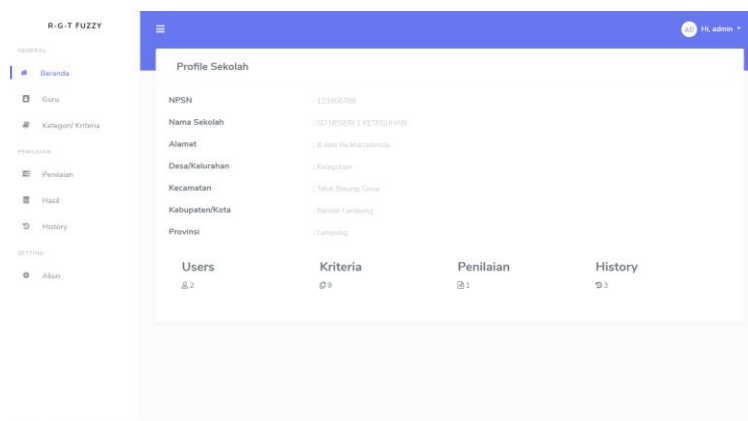 R-G-T FUZZY
AD Hi, admin
GENERAL
Beranda
Guru
Kategori/ Kriteria
PENILAIAN
Penilaian
Hasil
History
SETTING
Akun
Profile Sekolah
NPSN : 123456789
Nama Sekolah : SD NEGERI 1 KETEGUHAN
Alamat
Desa/Kelurahan : Keteguhan
Kecamatan : Teluk Betung Timur
Kabupaten/Kota : Bandar Lampung
Provinsi : Lampung
Users Kriteria Penilaian History
2 9 1 3